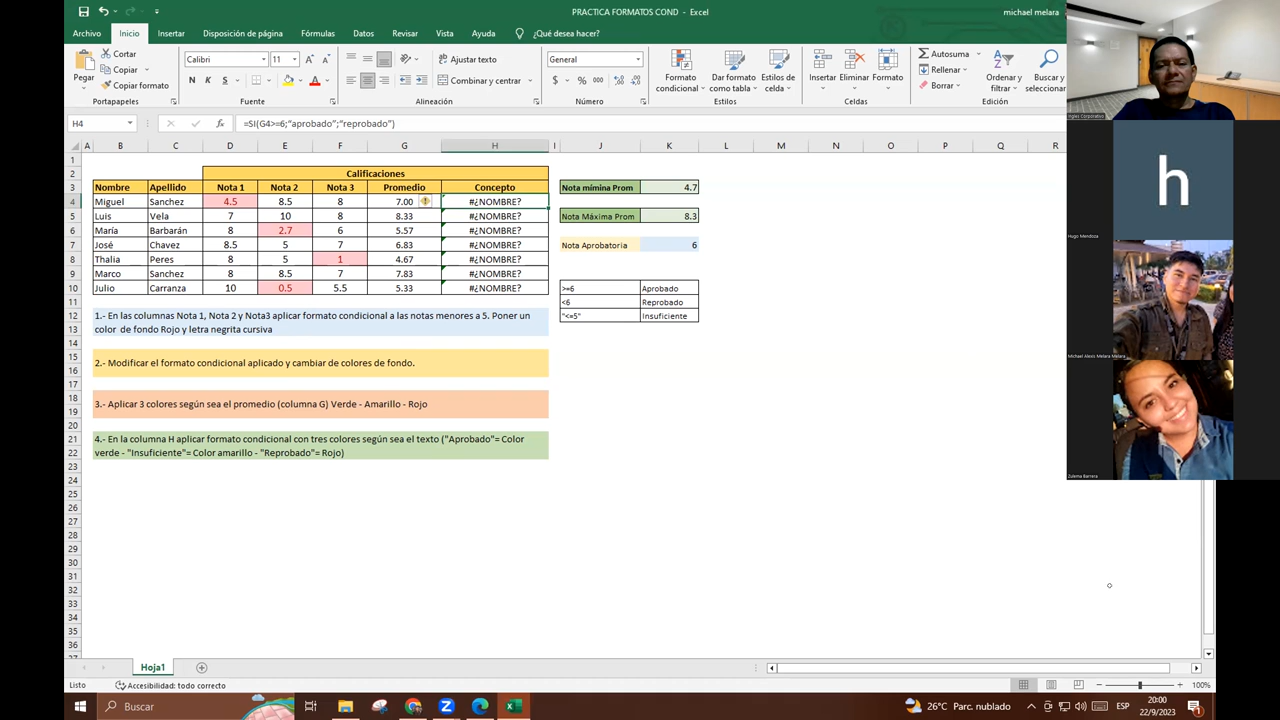 PRACTICA FORMATOS COND - Excel
michael melara
Archivo Inicio Insertar Disposición de página Fórmulas Datos Revisar Vista Ayuda ¿Qué desea hacer?
Pegar
Cortar
Copiar
Copiar formato
Portapapeles
Calibri 11
N K S
Fuente
Ajustar texto
Combinar y centrar
Alineación
General
$ % 000
Número
Formato condicional
Dar formato como tabla
Estilos de celda
Estilos
Insertar Eliminar Formato
Celdas
Autosuma
Rellenar
Borrar
Ordenar y filtrar
Buscar y seleccionar
Edición
H4 fx =SI(G4>=6;“aprobado”;“reprobado”)
A B C D E F G H I J K L M N O P Q R
1
2 Calificaciones
3 Nombre Apellido Nota 1 Nota 2 Nota 3 Promedio Concepto Nota mímina Prom 4.7
4 Miguel Sanchez 4.5 8.5 8 7.00 #¿NOMBRE?
5 Luis Vela 7 10 8 8.33 #¿NOMBRE? Nota Máxima Prom 8.3
6 María Barbarán 8 2.7 6 5.57 #¿NOMBRE?
7 José Chavez 8.5 5 7 6.83 #¿NOMBRE? Nota Aprobatoria 6
8 Thalia Peres 8 5 1 4.67 #¿NOMBRE?
9 Marco Sanchez 8 8.5 7 7.83 #¿NOMBRE?
10 Julio Carranza 10 0.5 5.5 5.33 #¿NOMBRE? >=6 Aprobado
11 <6 Reprobado
12 1.- En las columnas Nota 1, Nota 2 y Nota3 aplicar formato condicional a las notas menores a 5. Poner un "<=5" Insuficiente
13 color de fondo Rojo y letra negrita cursiva
14
15
2.- Modificar el formato condicional aplicado y cambiar de colores de fondo.
16
17
18
3.- Aplicar 3 colores según sea el promedio (columna G) Verde - Amarillo - Rojo
19
20
21 4.- En la columna H aplicar formato condicional con tres colores según sea el texto ("Aprobado"= Color
22 verde - "Insuficiente"= Color amarillo - "Reprobado"= Rojo)
23
24
25
26
27
28
29
30
31
32
33
34
35
36
Hoja1
Listo Accesibilidad: todo correcto 100%
Buscar
26°C Parc. nublado
ESP
20:00
22/9/2023
Ingles Corporativo
h
Hugo Mendoza
Michael Alexis Melara Melara
Zulema Barrera